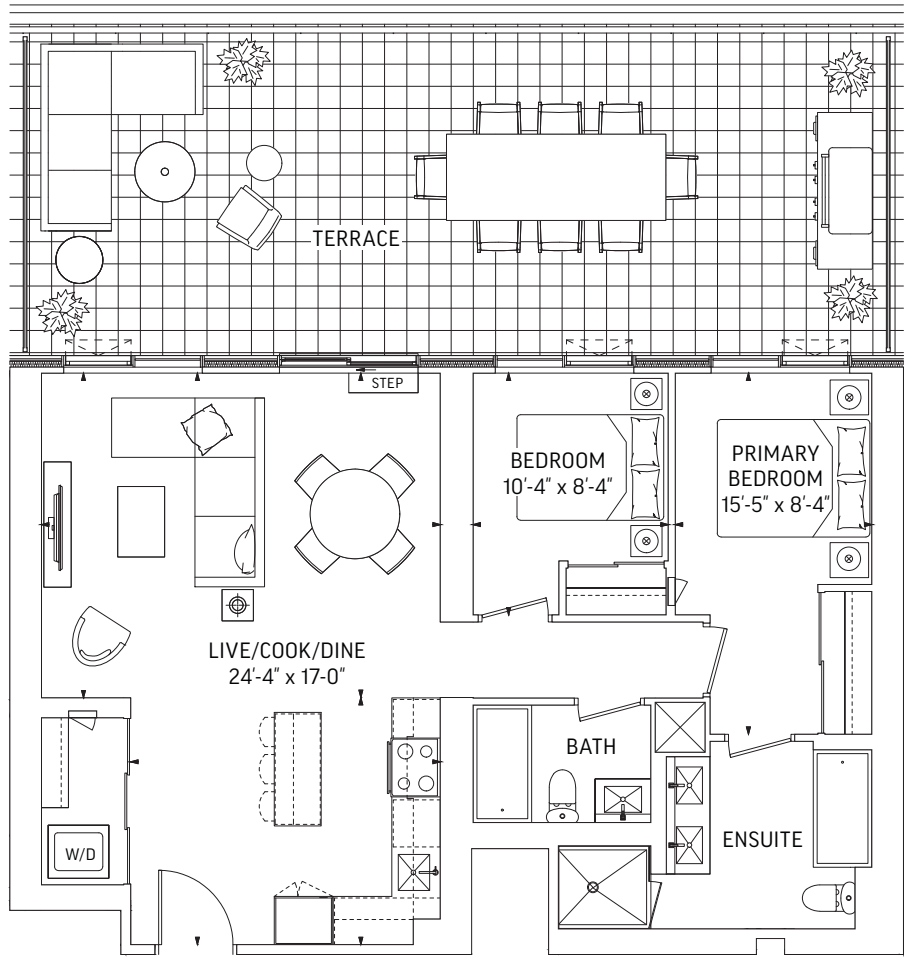 TERRACE
STEP
BEDROOM
10'-4" x 8'-4"
PRIMARY
BEDROOM
15'-5" x 8'-4"
LIVE/COOK/DINE
24'-4" x 17-0"
BATH
ENSUITE
W/D